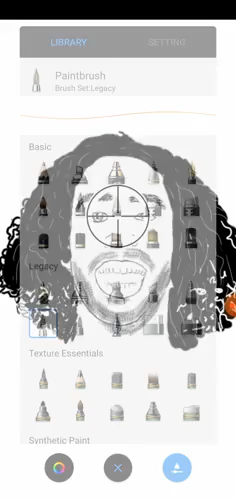 LIBRARY
SETTING
Paintbrush
Brush Set:Legacy
Basic
Legacy
Texture Essentials
Synthetic Paint